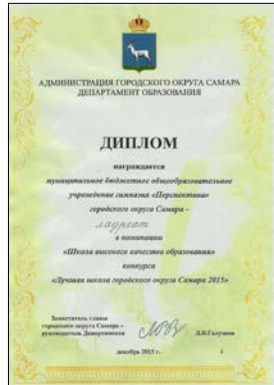 АДМИНИСТРАЦИЯ ГОРОДСКОГО ОКРУГА САМАРА
ДЕПАРТАМЕНТ ОБРАЗОВАНИЯ
ДИПЛОМ
награждается
муниципальное бюджетное общеобразовательное
учреждение гимназия «Перспектива»
городского округа Самара -
лауреат
в номинации
«Школа высокого качества образования»
конкурса
«Лучшая школа городского округа Самара 2015»
Заместитель главы
городского округа Самара -
руководитель Департамента
Л.В.Галузина
декабрь 2015 г.